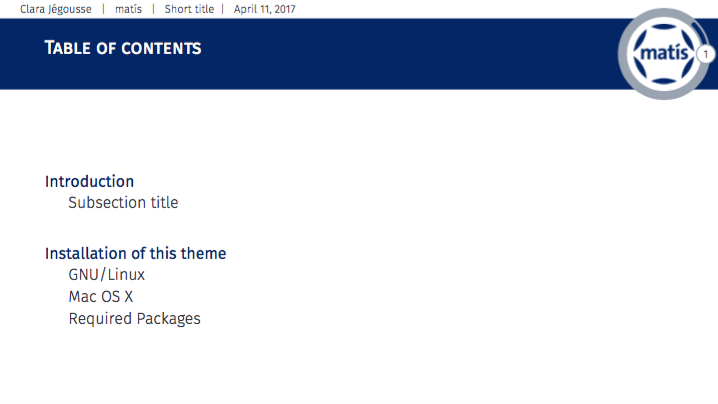 Clara Jégousse | matís | Short title | April 11, 2017
Table of contents
matís
1
Introduction
Subsection title
Installation of this theme
GNU/Linux
Mac OS X
Required Packages